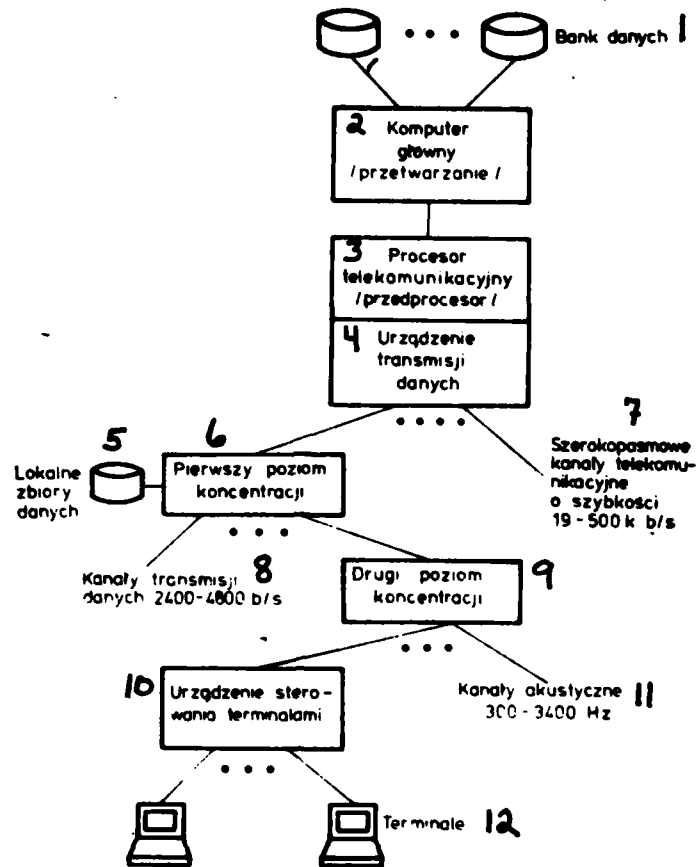 Bank danych 1
2 Komputer
główny
/przetwarzanie/
3 Procesor
telekomunikacyjny
/przedprocesor/
4 Urządzenie
transmisji
danych
7
Szerokopasmowe
kanały telekomu-
nikacyjne
o szybkości
19-500k b/s
5
Lokalne
zbiory
danych
6
Pierwszy poziom
koncentracji
Kanały transmisji 8
danych 2400-4800 b/s
Drugi poziom 9
koncentracji
10 Urządzenie stero-
wania terminalami
Kanały akustyczne 11
300-3400 Hz
Terminale 12